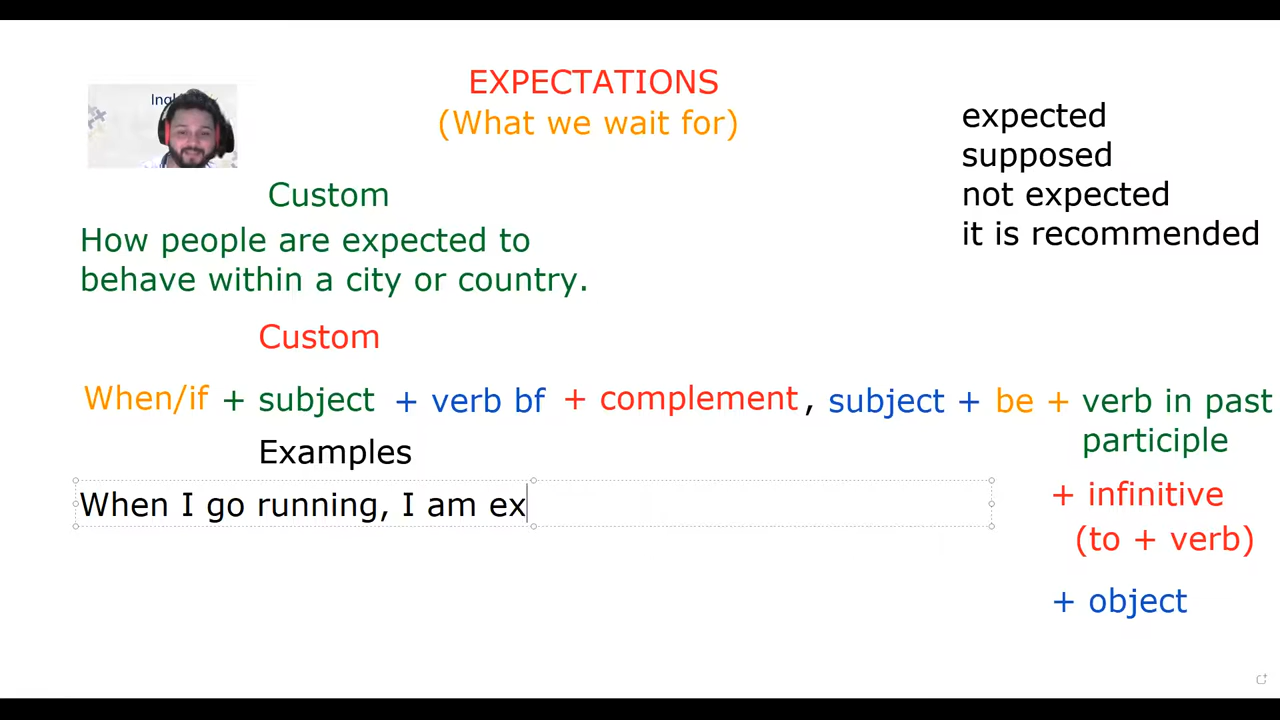 EXPECTATIONS
(What we wait for)
expected
supposed
not expected
it is recommended
Custom
How people are expected to
behave within a city or country.
Custom
When/if + subject + verb bf + complement, subject + be + verb in past
participle
+ infinitive
(to + verb)
+ object
Examples
When I go running, I am ex